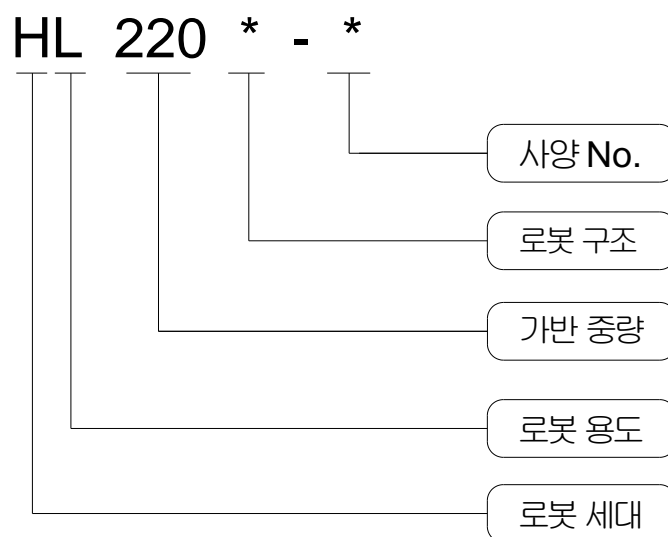 HL 220 * - *
사양 No.
로봇 구조
가반 중량
로봇 용도
로봇 세대